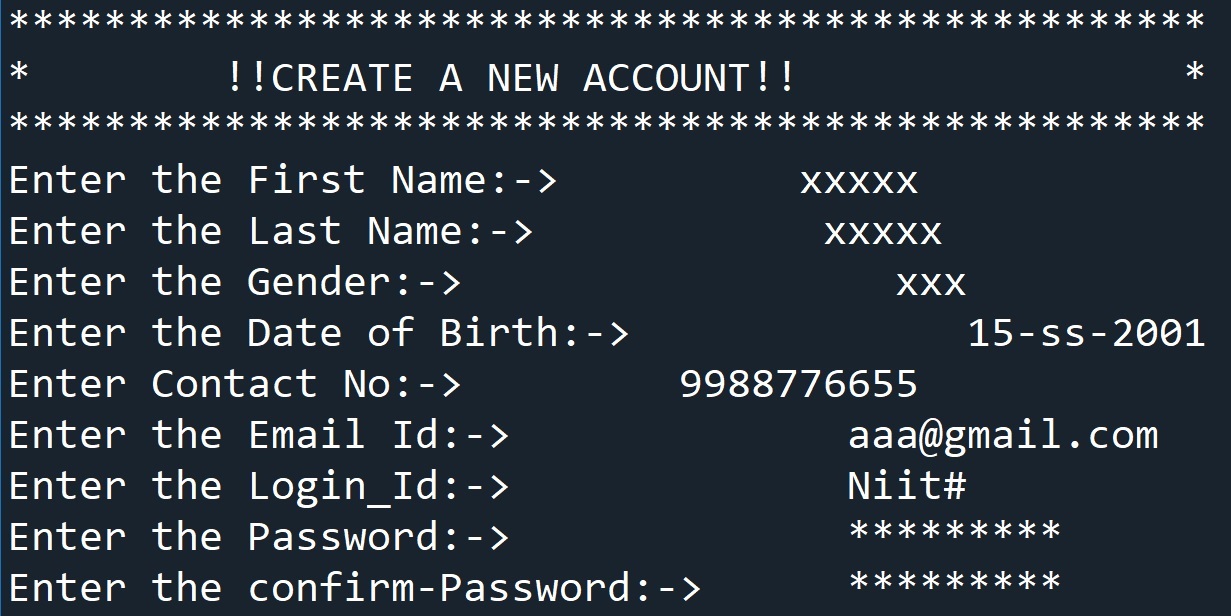 **************************************************
*        !!CREATE A NEW ACCOUNT!!                *
**************************************************
Enter the First Name:->          xxxxx
Enter the Last Name:->            xxxxx
Enter the Gender:->                  xxx
Enter the Date of Birth:->              15-ss-2001
Enter Contact No:->         9988776655
Enter the Email Id:->              aaa@gmail.com
Enter the Login_Id:->              Niit#
Enter the Password:->              *********
Enter the confirm-Password:->      *********